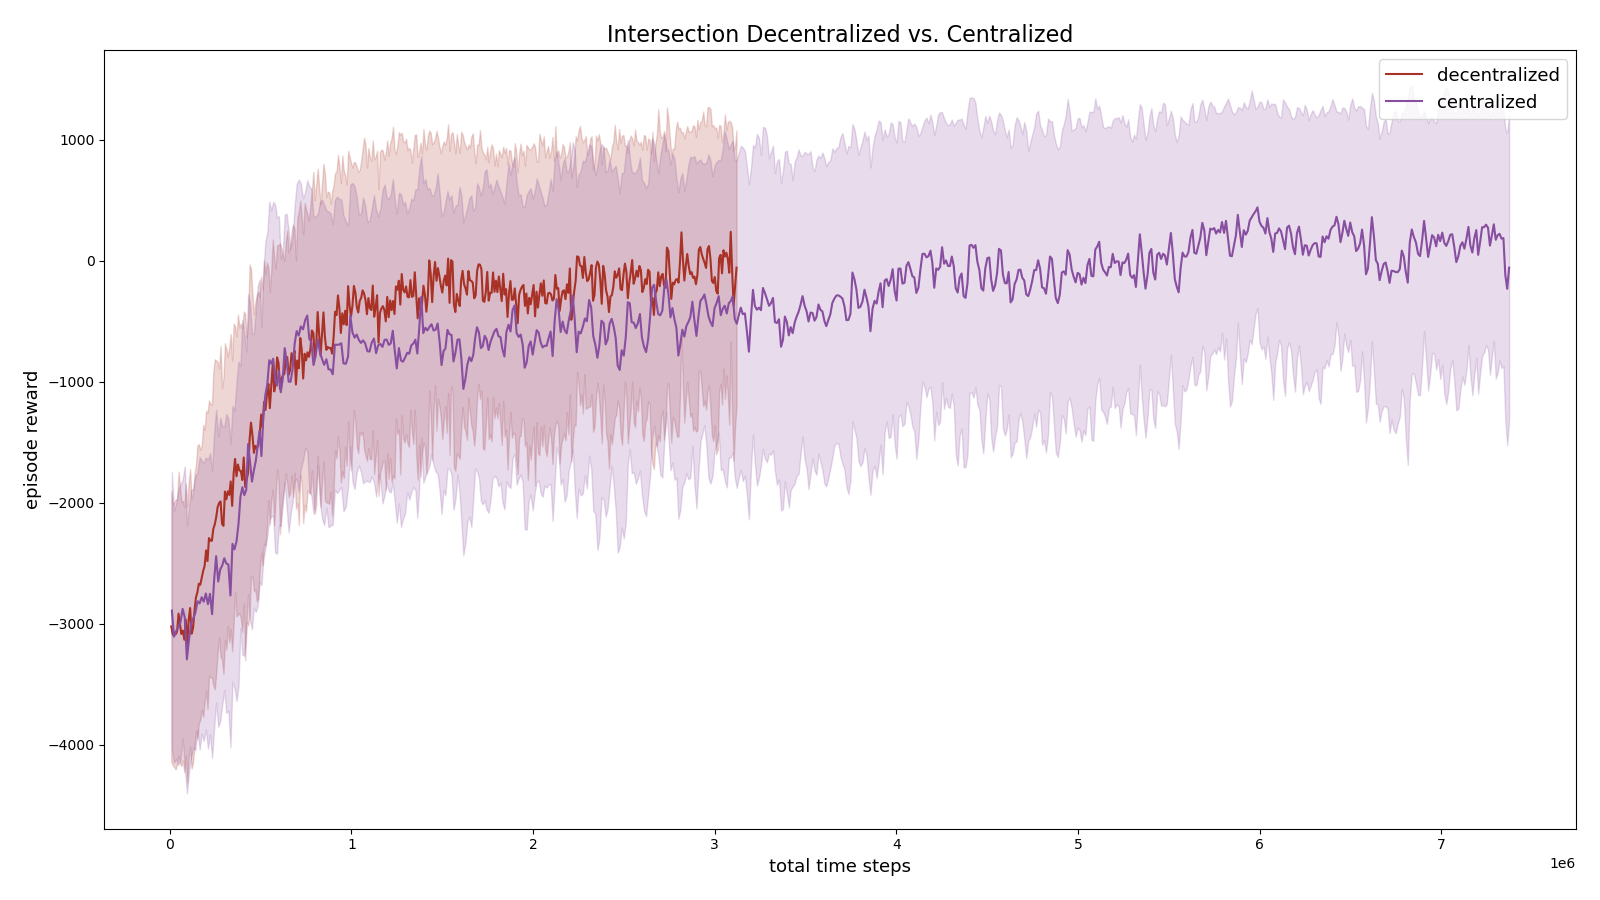 Intersection Decentralized vs. Centralized
decentralized
centralized
episode reward
1000
0
−1000
−2000
−3000
−4000
0 1 2 3 4 5 6 7
1e6
total time steps